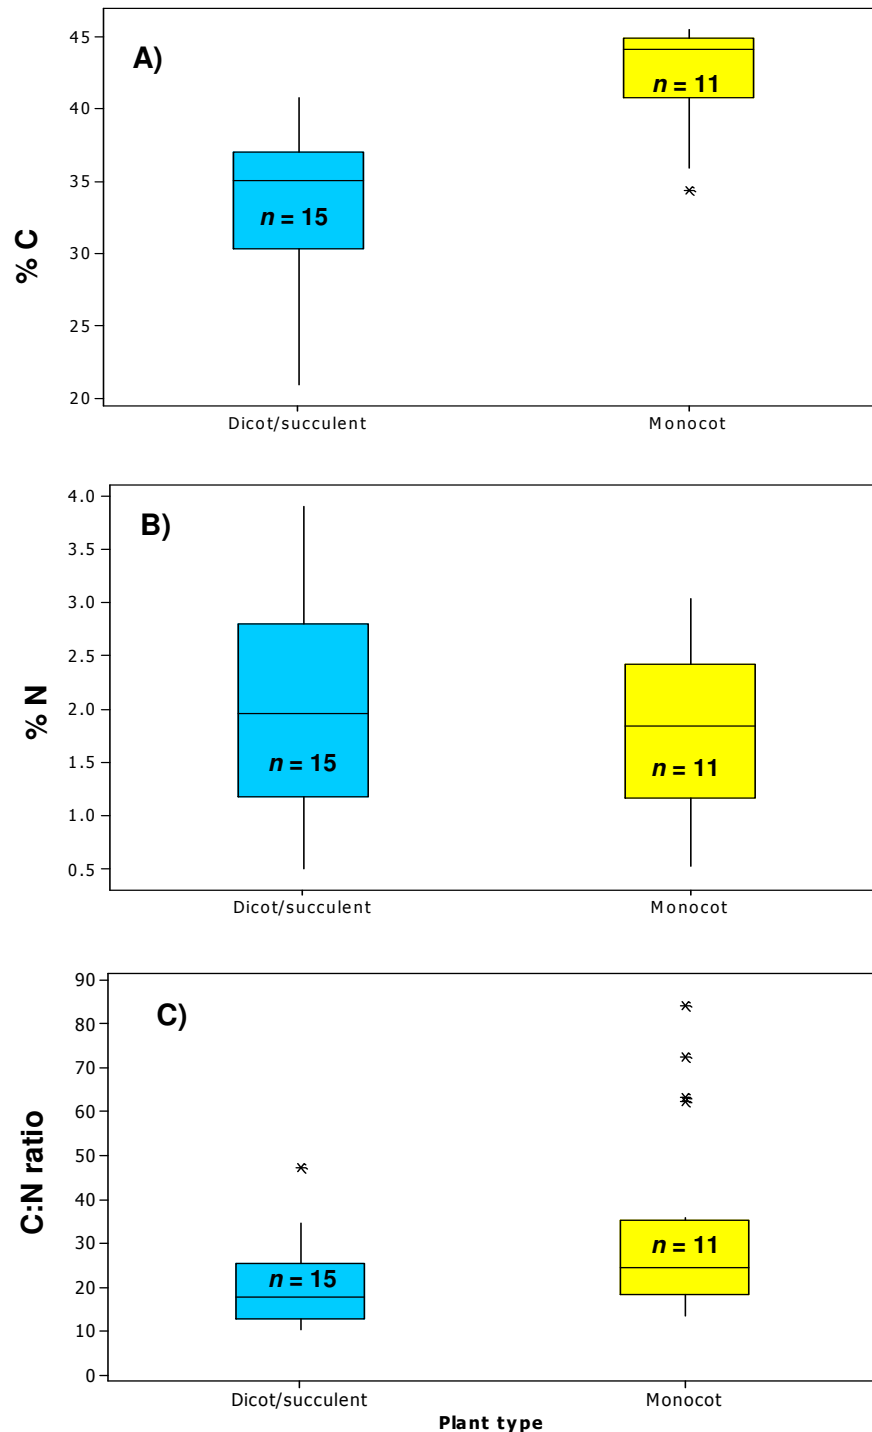 A)
% C
45
40
35
30
25
20
n = 15
n = 11
Dicot/succulent Monocot
B)
% N
4.0
3.5
3.0
2.5
2.0
1.5
1.0
0.5
n = 15
n = 11
Dicot/succulent Monocot
C)
C:N ratio
90
80
70
60
50
40
30
20
10
0
n = 15
n = 11
Dicot/succulent Monocot
Plant type